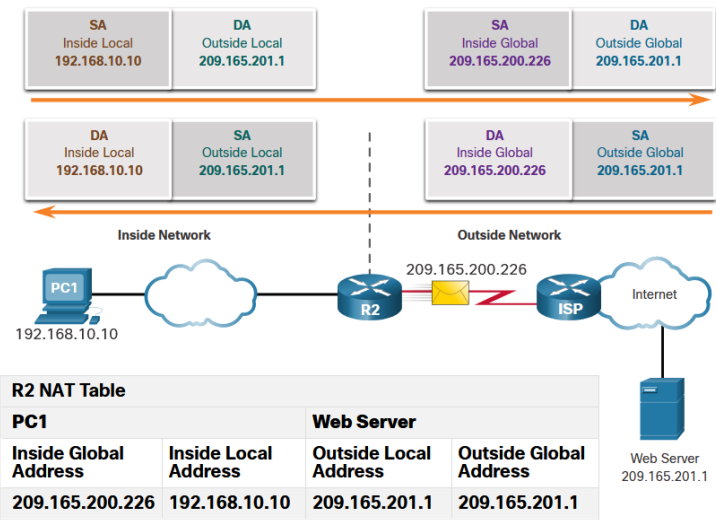 SA
Inside Local
192.168.10.10
DA
Outside Local
209.165.201.1
SA
Inside Global
209.165.200.226
DA
Outside Global
209.165.201.1
DA
Inside Local
192.168.10.10
SA
Outside Local
209.165.201.1
DA
Inside Global
209.165.200.226
SA
Outside Global
209.165.201.1
Inside Network
Outside Network
209.165.200.226
PC1
R2
ISP
Internet
192.168.10.10
R2 NAT Table
PC1
Web Server
Inside Global
Address
Inside Local
Address
Outside Local
Address
Outside Global
Address
209.165.200.226
192.168.10.10
209.165.201.1
209.165.201.1
Web Server
209.165.201.1